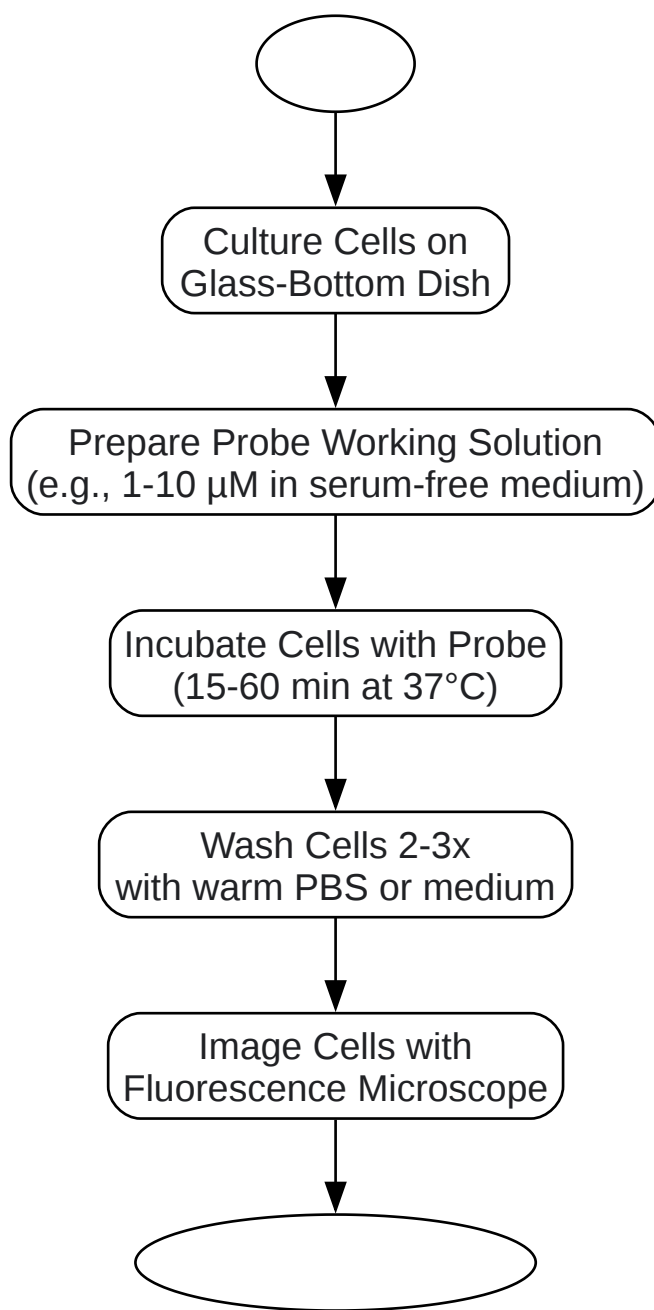 Culture Cells on
Glass-Bottom Dish
Prepare Probe Working Solution
(e.g., 1-10 µM in serum-free medium)
Incubate Cells with Probe
(15-60 min at 37°C)
Wash Cells 2-3x
with warm PBS or medium
Image Cells with
Fluorescence Microscope